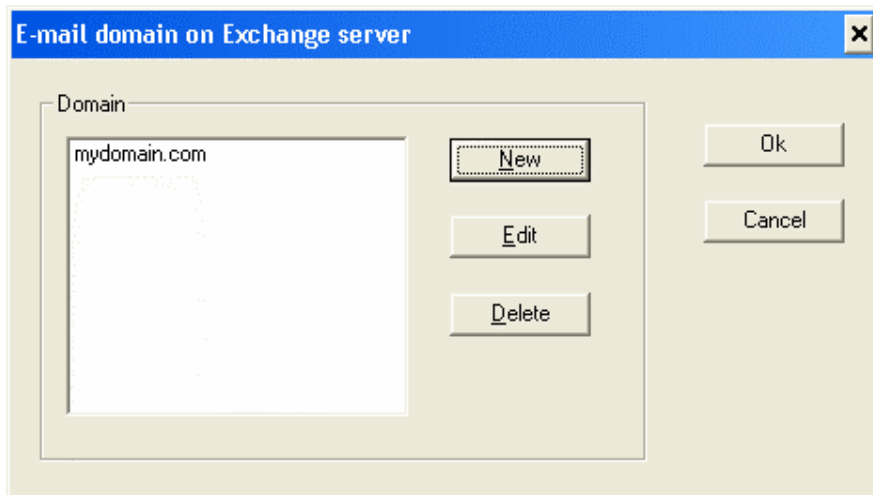 E-mail domain on Exchange server
Domain
mydomain.com
New
Ok
Edit
Cancel
Delete